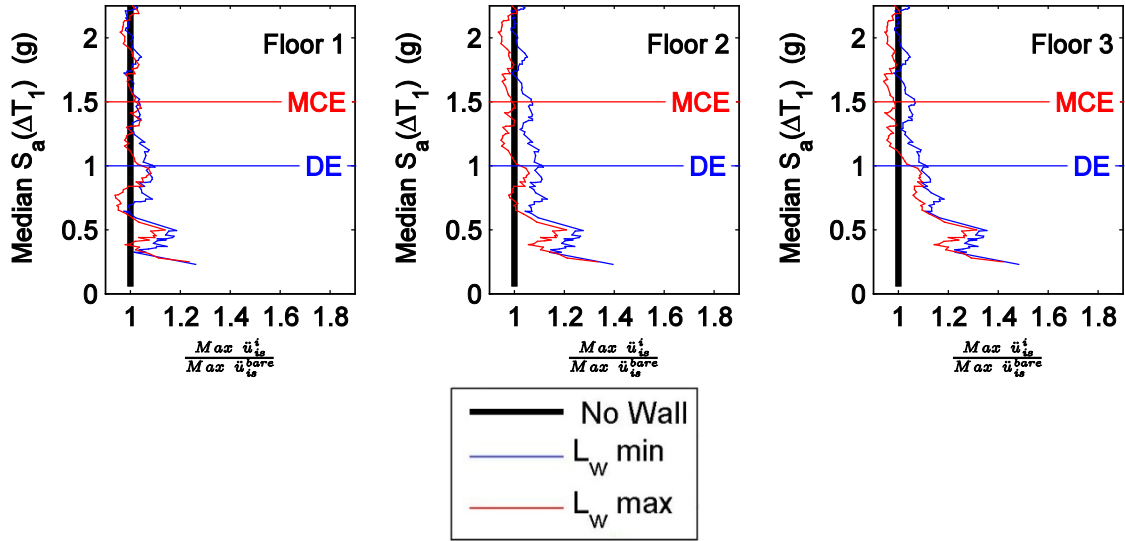 Median S_a(ΔT_1) (g)
2
1.5
1
0.5
0
Floor 1
MCE
DE
1 1.2 1.4 1.6 1.8
Max ü^i_is
Max ü^bare_is
Median S_a(ΔT_1) (g)
2
1.5
1
0.5
0
Floor 2
MCE
DE
1 1.2 1.4 1.6 1.8
Max ü^i_is
Max ü^bare_is
Median S_a(ΔT_1) (g)
2
1.5
1
0.5
0
Floor 3
MCE
DE
1 1.2 1.4 1.6 1.8
Max ü^i_is
Max ü^bare_is
No Wall
L_w min
L_w max